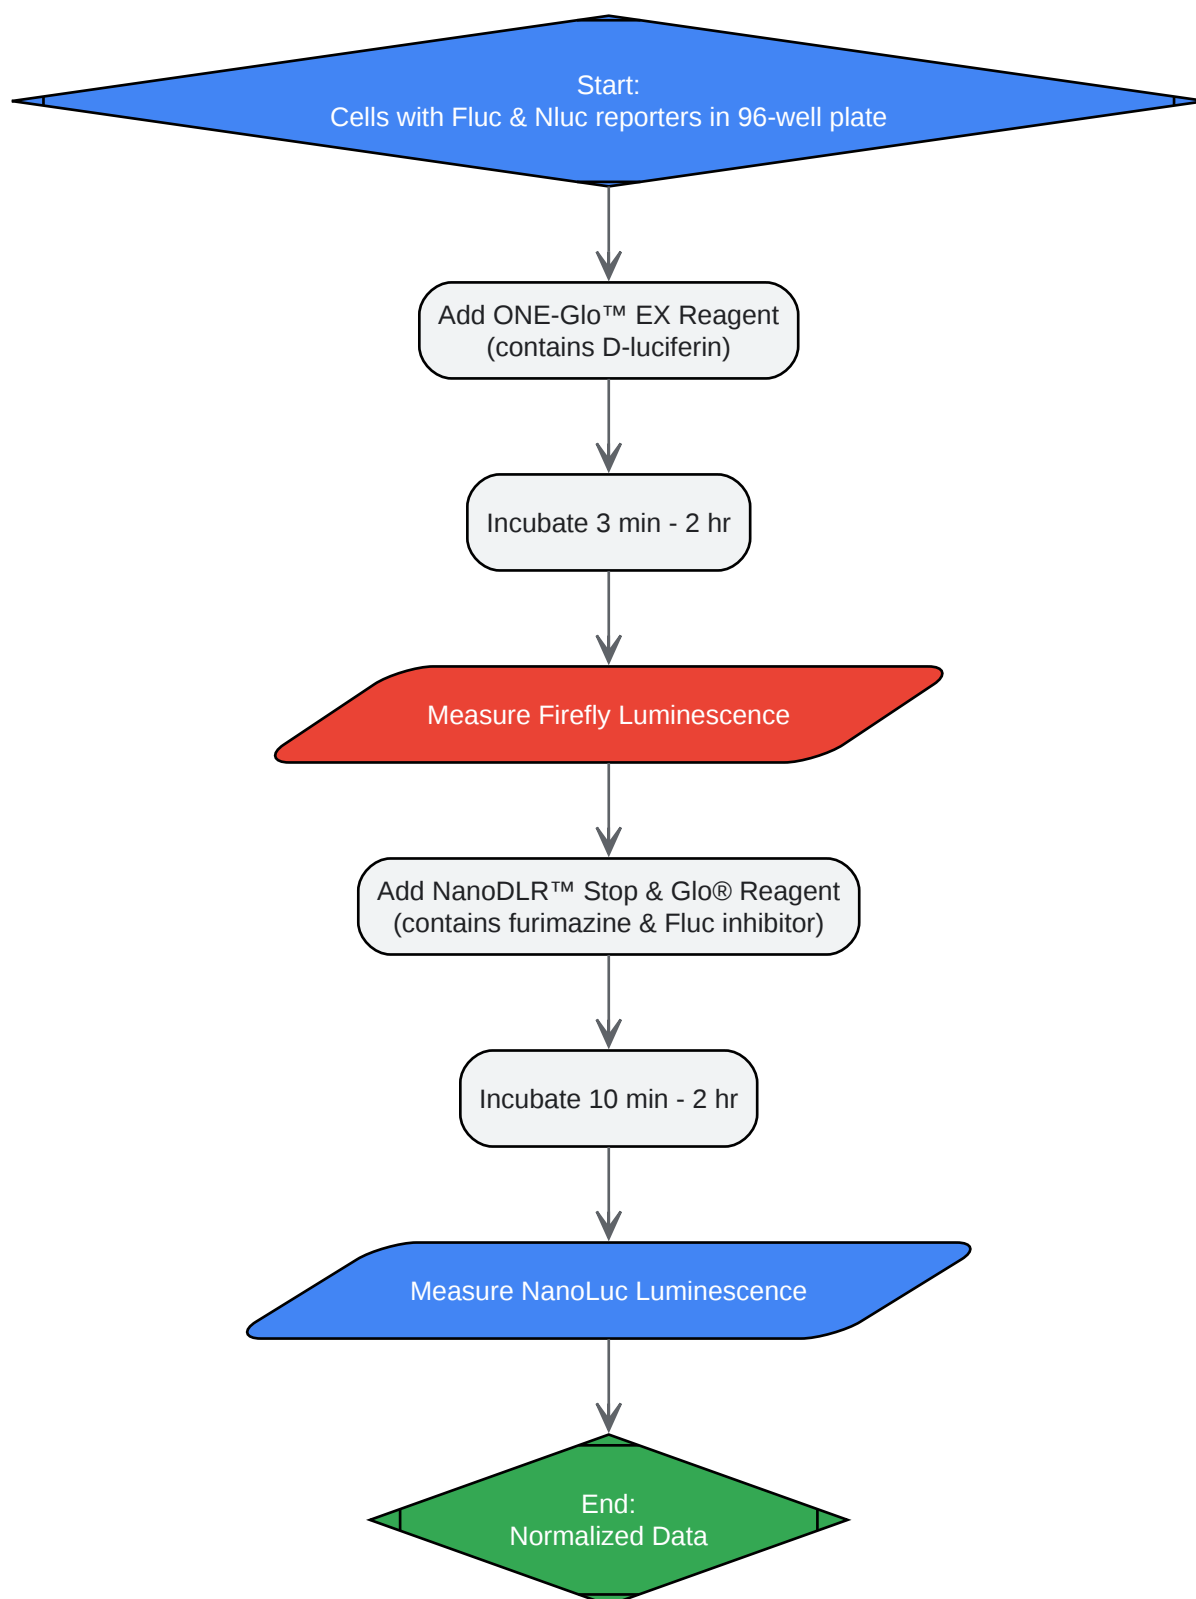 Start:
Cells with Fluc & Nluc reporters in 96-well plate
Add ONE-Glo™ EX Reagent
(contains D-luciferin)
Incubate 3 min - 2 hr
Measure Firefly Luminescence
Add NanoDLR™ Stop & Glo® Reagent
(contains furimazine & Fluc inhibitor)
Incubate 10 min - 2 hr
Measure NanoLuc Luminescence
End:
Normalized Data